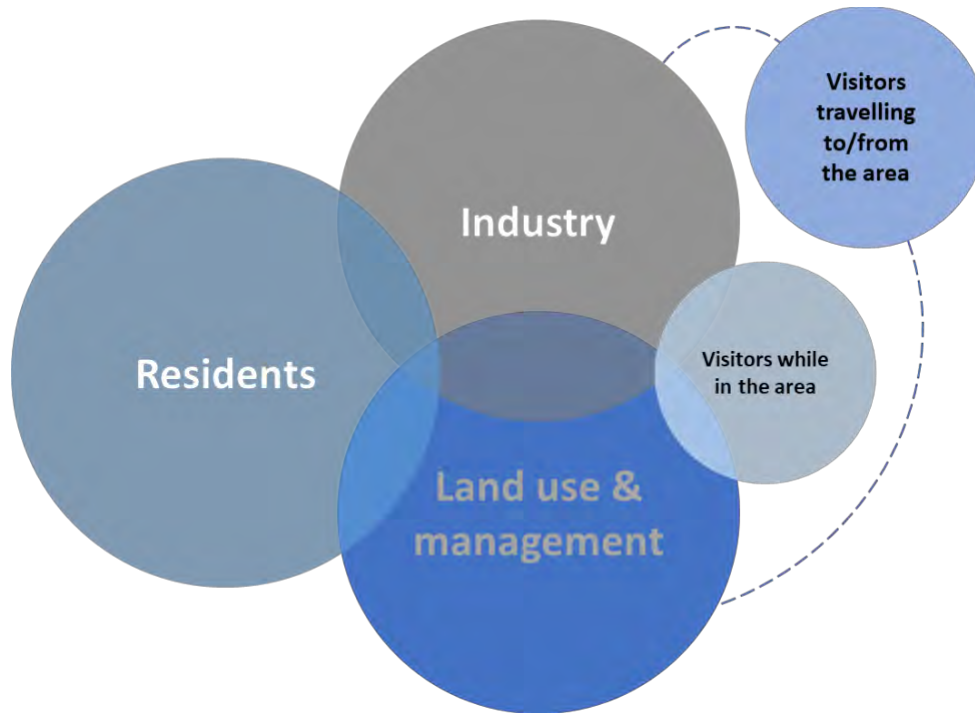 Visitors
travelling
to/from
the area
Industry
Residents
Visitors while
in the area
Land use &
management